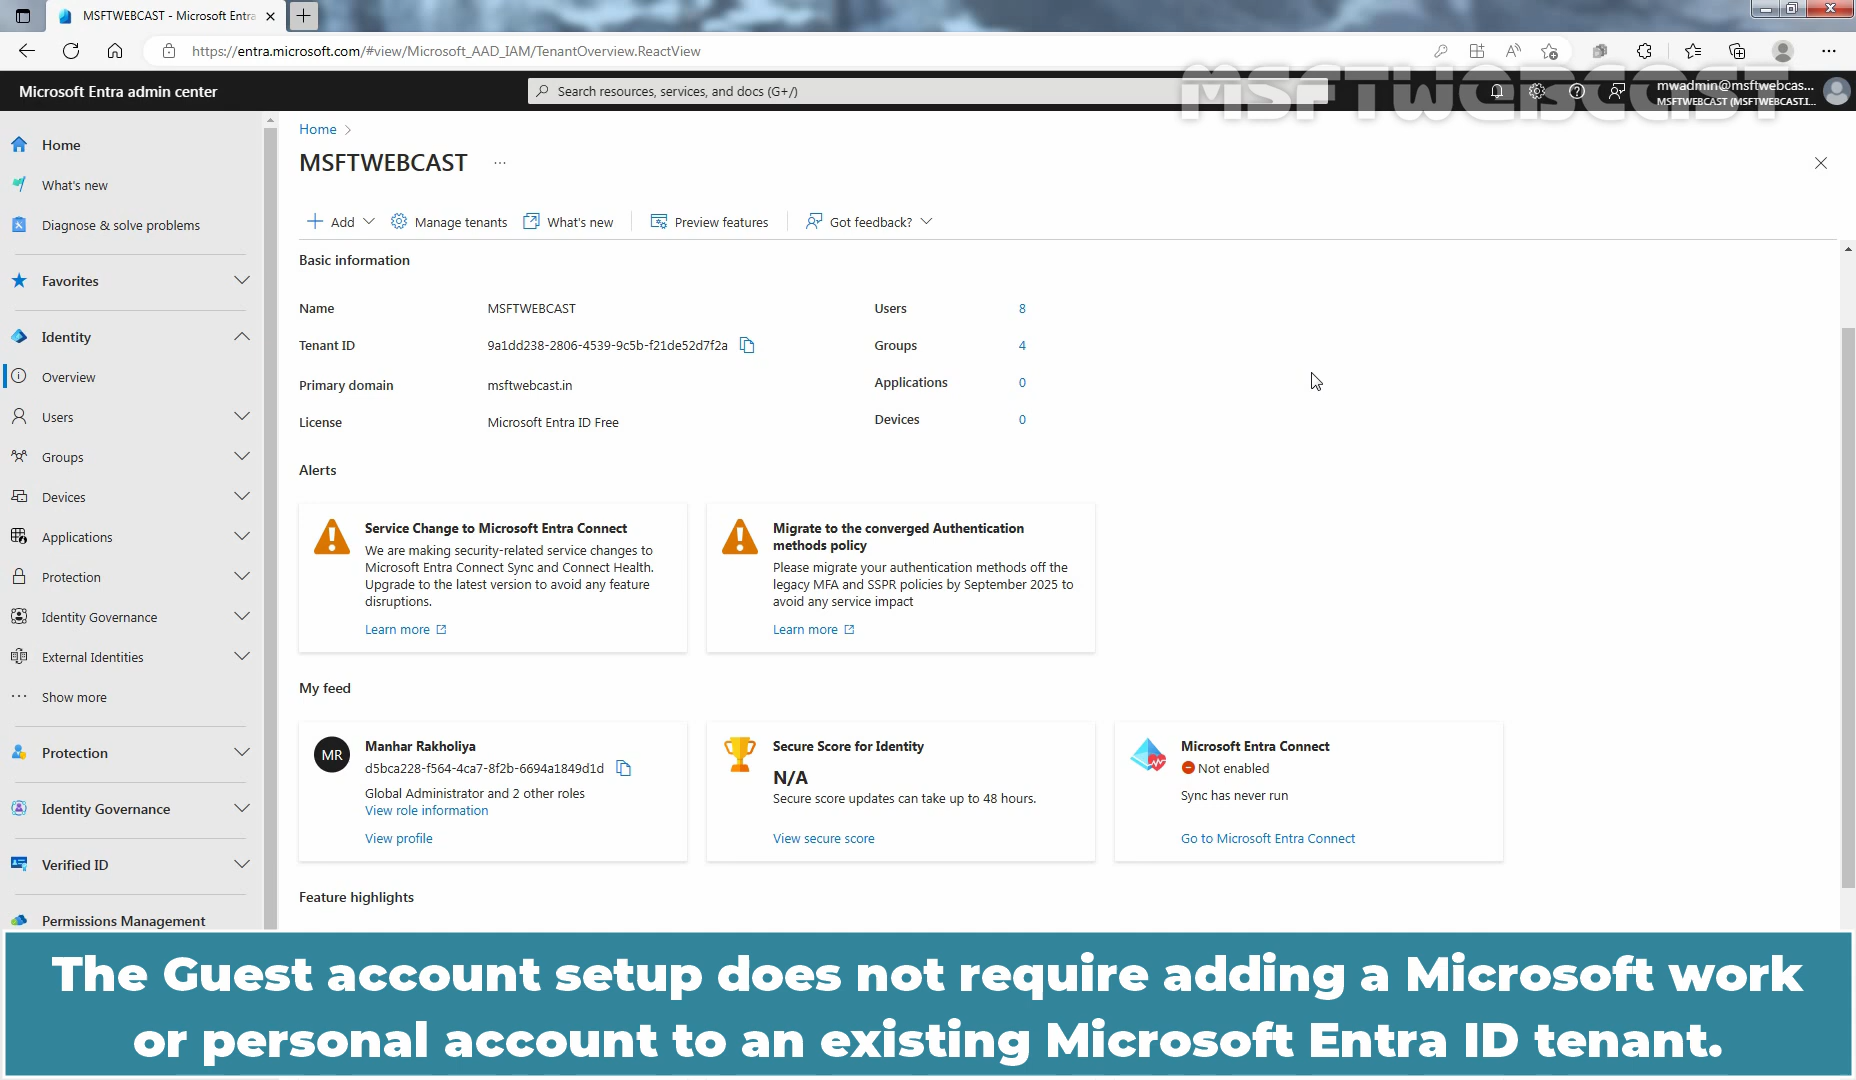 MSFTWEBCAST - Microsoft Entra
https://entra.microsoft.com/#view/Microsoft_AAD_IAM/TenantOverview.ReactView
MSFTWEBCAST
Microsoft Entra admin center
Search resources, services, and docs (G+/)
mwadmin@msftwebcas...
MSFTWEBCAST (MSFTWEBCAST.I...
Home
What's new
Diagnose & solve problems
Favorites
Identity
Overview
Users
Groups
Devices
Applications
Protection
Identity Governance
External Identities
Show more
Protection
Identity Governance
Verified ID
Permissions Management
Home
MSFTWEBCAST
Add
Manage tenants
What's new
Preview features
Got feedback?
Basic information
Name MSFTWEBCAST
Tenant ID 9a1dd238-2806-4539-9c5b-f21de52d7f2a
Primary domain msftwebcast.in
License Microsoft Entra ID Free
Users 8
Groups 4
Applications 0
Devices 0
Alerts
Service Change to Microsoft Entra Connect
We are making security-related service changes to
Microsoft Entra Connect Sync and Connect Health.
Upgrade to the latest version to avoid any feature
disruptions.
Learn more
Migrate to the converged Authentication
methods policy
Please migrate your authentication methods off the
legacy MFA and SSPR policies by September 2025 to
avoid any service impact
Learn more
My feed
MR
Manhar Rakholiya
d5bca228-f564-4ca7-8f2b-6694a1849d1d
Global Administrator and 2 other roles
View role information
View profile
Secure Score for Identity
N/A
Secure score updates can take up to 48 hours.
View secure score
Microsoft Entra Connect
Not enabled
Sync has never run
Go to Microsoft Entra Connect
Feature highlights
The Guest account setup does not require adding a Microsoft work
or personal account to an existing Microsoft Entra ID tenant.